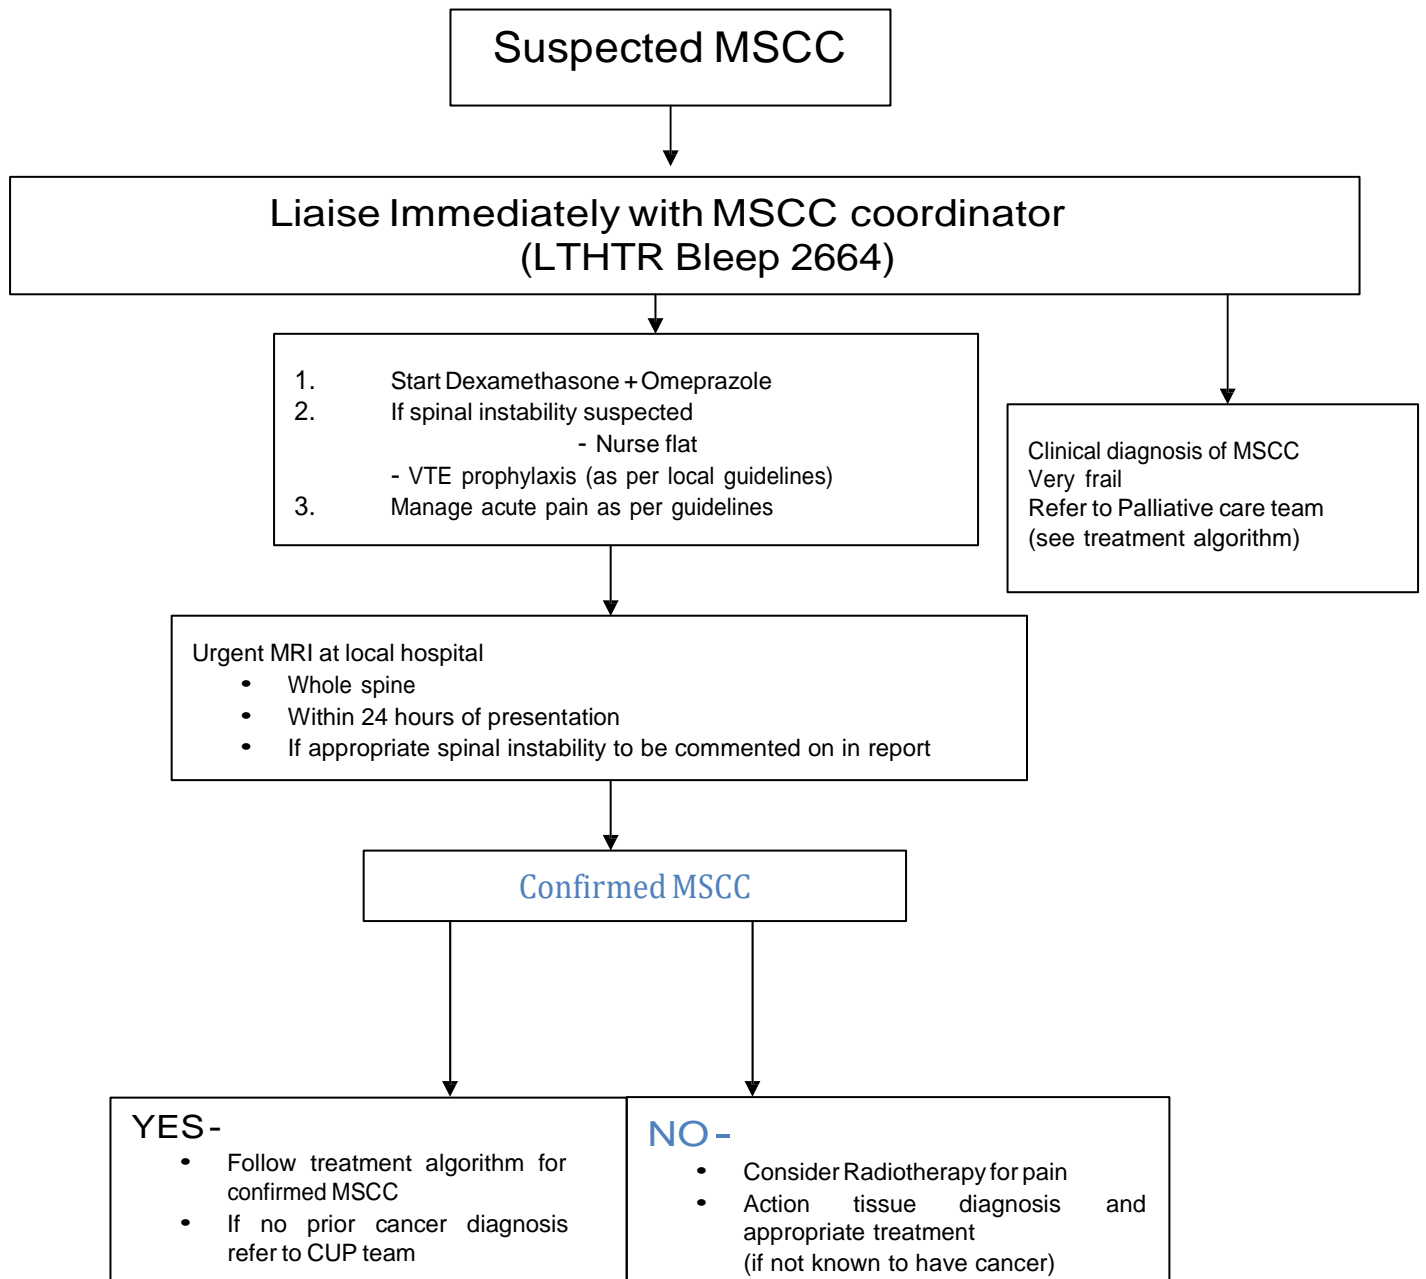 Suspected MSCC
Liaise Immediately with MSCC coordinator
(LTHTR Bleep 2664)
1. Start Dexamethasone + Omeprazole
2. If spinal instability suspected
- Nurse flat
- VTE prophylaxis (as per local guidelines)
3. Manage acute pain as per guidelines
Clinical diagnosis of MSCC
Very frail
Refer to Palliative care team
(see treatment algorithm)
Urgent MRI at local hospital
• Whole spine
• Within 24 hours of presentation
• If appropriate spinal instability to be commented on in report
Confirmed MSCC
YES-
• Follow treatment algorithm for
confirmed MSCC
• If no prior cancer diagnosis
refer to CUP team
NO-
• Consider Radiotherapy for pain
• Action tissue diagnosis and
appropriate treatment
(if not known to have cancer)